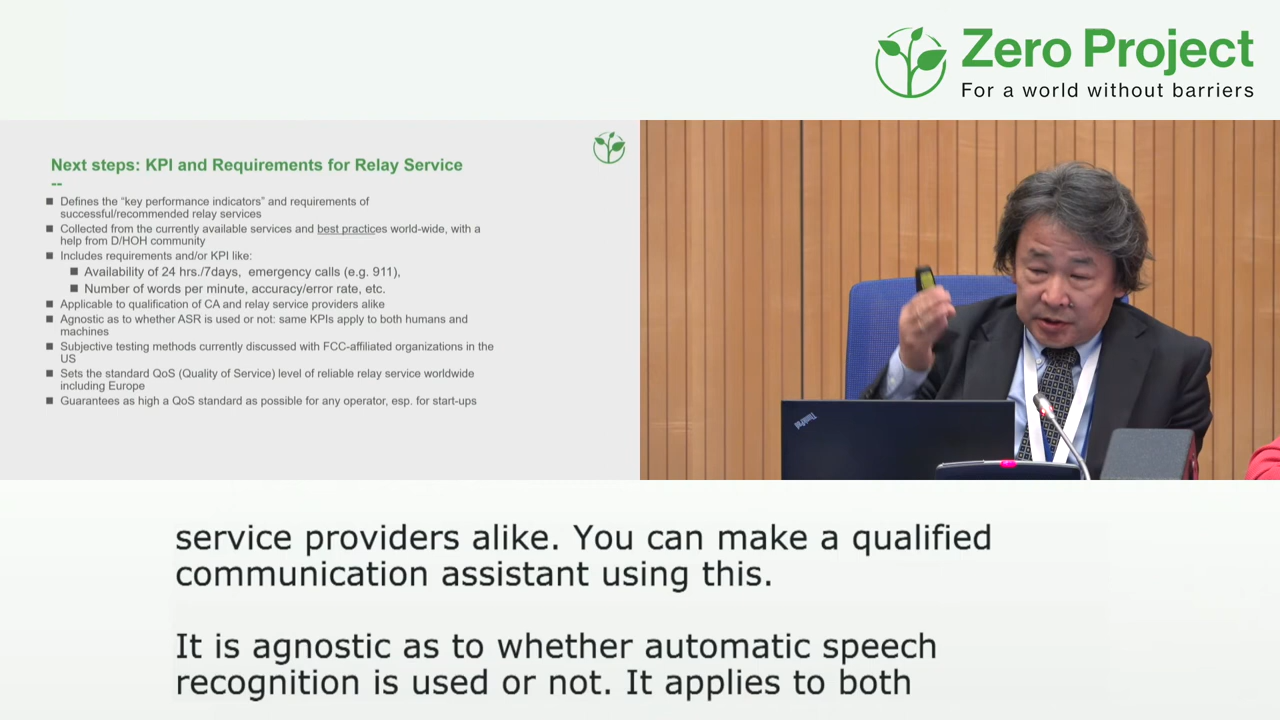 Zero Project
For a world without barriers
Next steps: KPI and Requirements for Relay Service
--
Defines the “key performance indicators” and requirements of
successful/recommended relay services
Collected from the currently available services and best practices world-wide, with a
help from D/HOH community
Includes requirements and/or KPI like:
Availability of 24 hrs./7days, emergency calls (e.g. 911),
Number of words per minute, accuracy/error rate, etc.
Applicable to qualification of CA and relay service providers alike
Agnostic as to whether ASR is used or not: same KPIs apply to both humans and
machines
Subjective testing methods currently discussed with FCC-affiliated organizations in the
US
Sets the standard QoS (Quality of Service) level of reliable relay service worldwide
including Europe
Guarantees as high a QoS standard as possible for any operator, esp. for start-ups
ThinkPad
service providers alike. You can make a qualified
communication assistant using this.
It is agnostic as to whether automatic speech
recognition is used or not. It applies to both